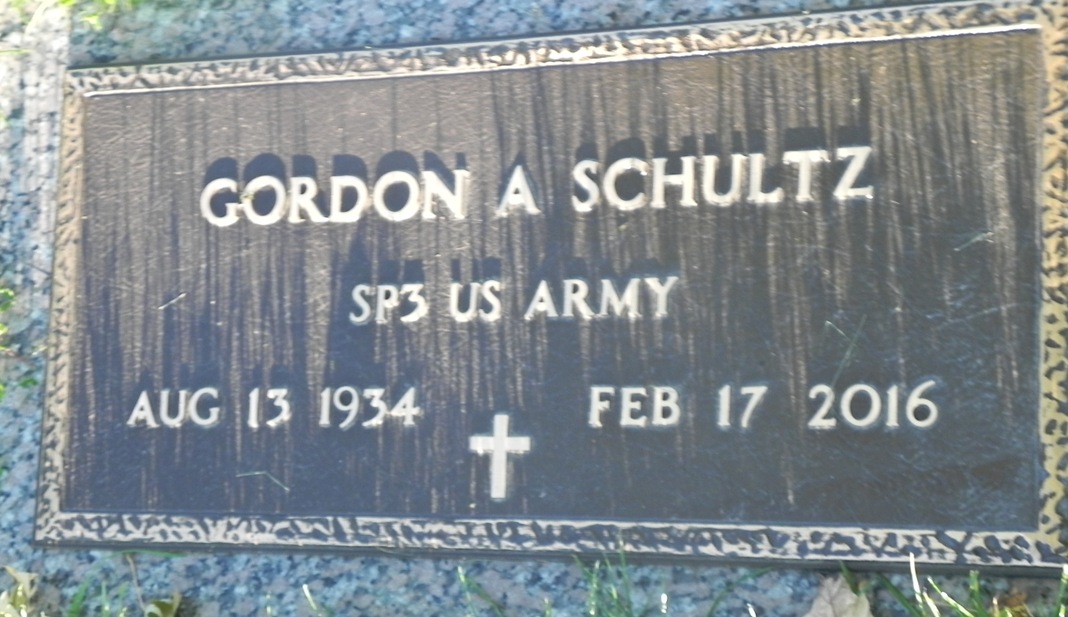 GORDON A SCHULTZ
SP3 US ARMY
AUG 13 1934 FEB 17 2016